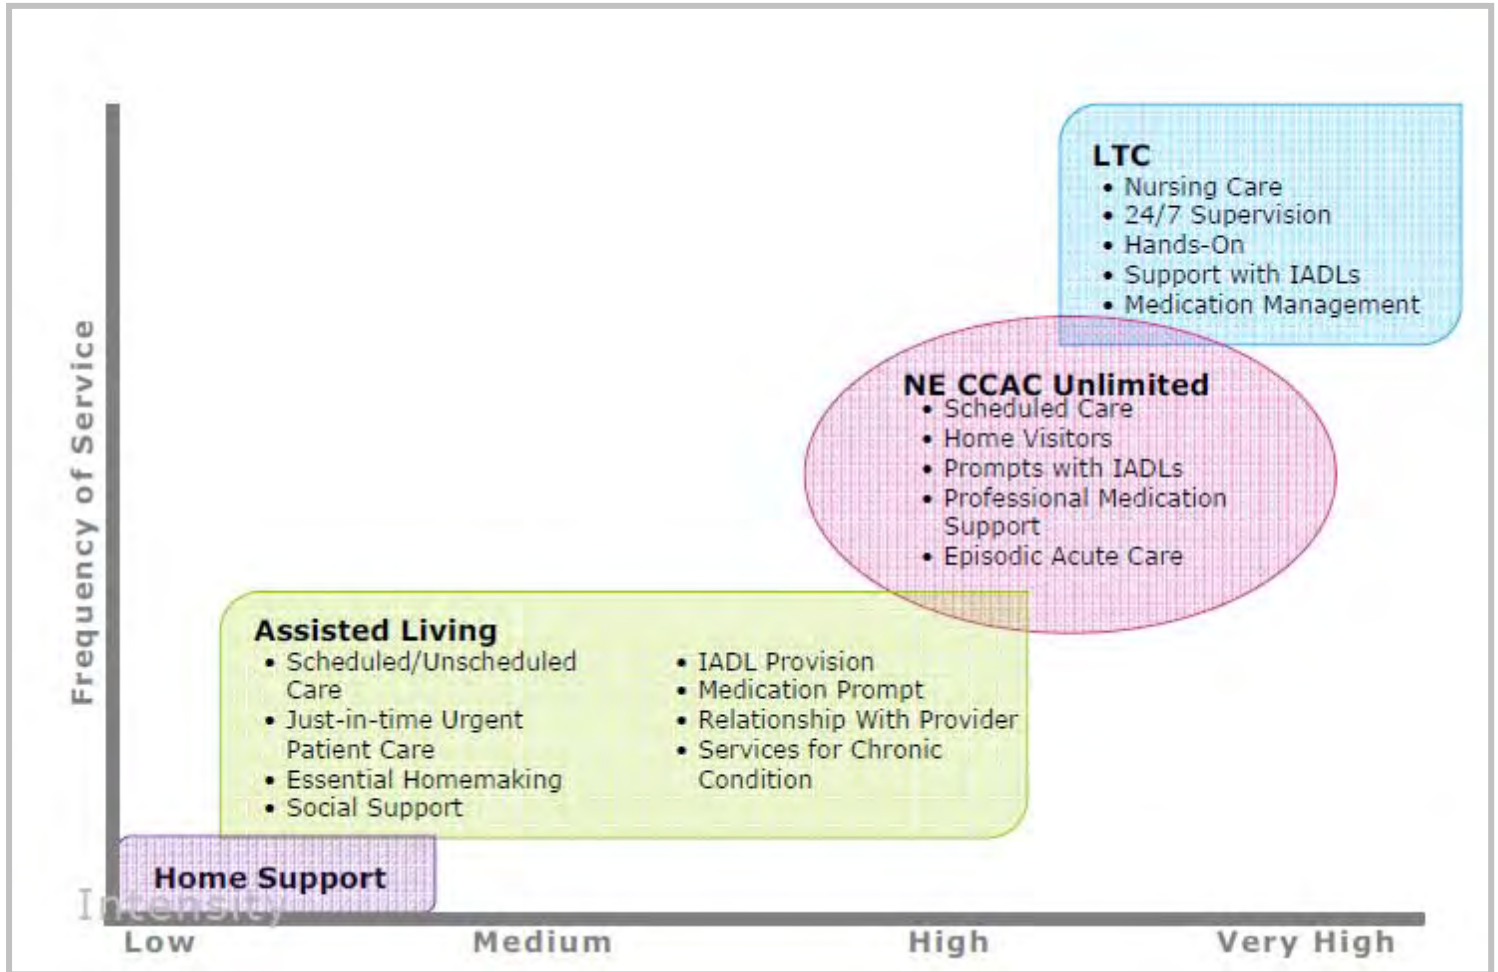 LTC
• Nursing Care
• 24/7 Supervision
• Hands-On
• Support with IADLs
• Medication Management
NE CCAC Unlimited
• Scheduled Care
• Home Visitors
• Prompts with IADLs
• Professional Medication
Support
• Episodic Acute Care
Frequency of Service
Assisted Living
• Scheduled/Unscheduled
Care
• Just-in-time Urgent
Patient Care
• Essential Homemaking
• Social Support
• IADL Provision
• Medication Prompt
• Relationship With Provider
• Services for Chronic
Condition
Home Support
Intensity
Low
Medium
High
Very High